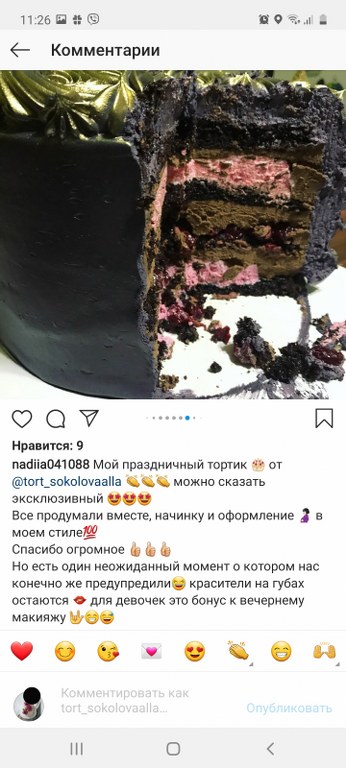 11:26
Комментарии
Нравится: 9
nadiia041088 Мой праздничный тортик 🎂 от
@tort_sokolovaalla 👏👏👏 можно сказать
эксклюзивный 😍😍😍
Все продумали вместе, начинку и оформление 🤰 в
моем стиле💯
Спасибо огромное 👍👍👍
Но есть один неожиданный момент о котором нас
конечно же предупредили😂 красители на губах
остаются 💋 для девочек это бонус к вечернему
макияжу 🤟😁😅
Комментировать как
tort_sokolovaalla...
Опубликовать